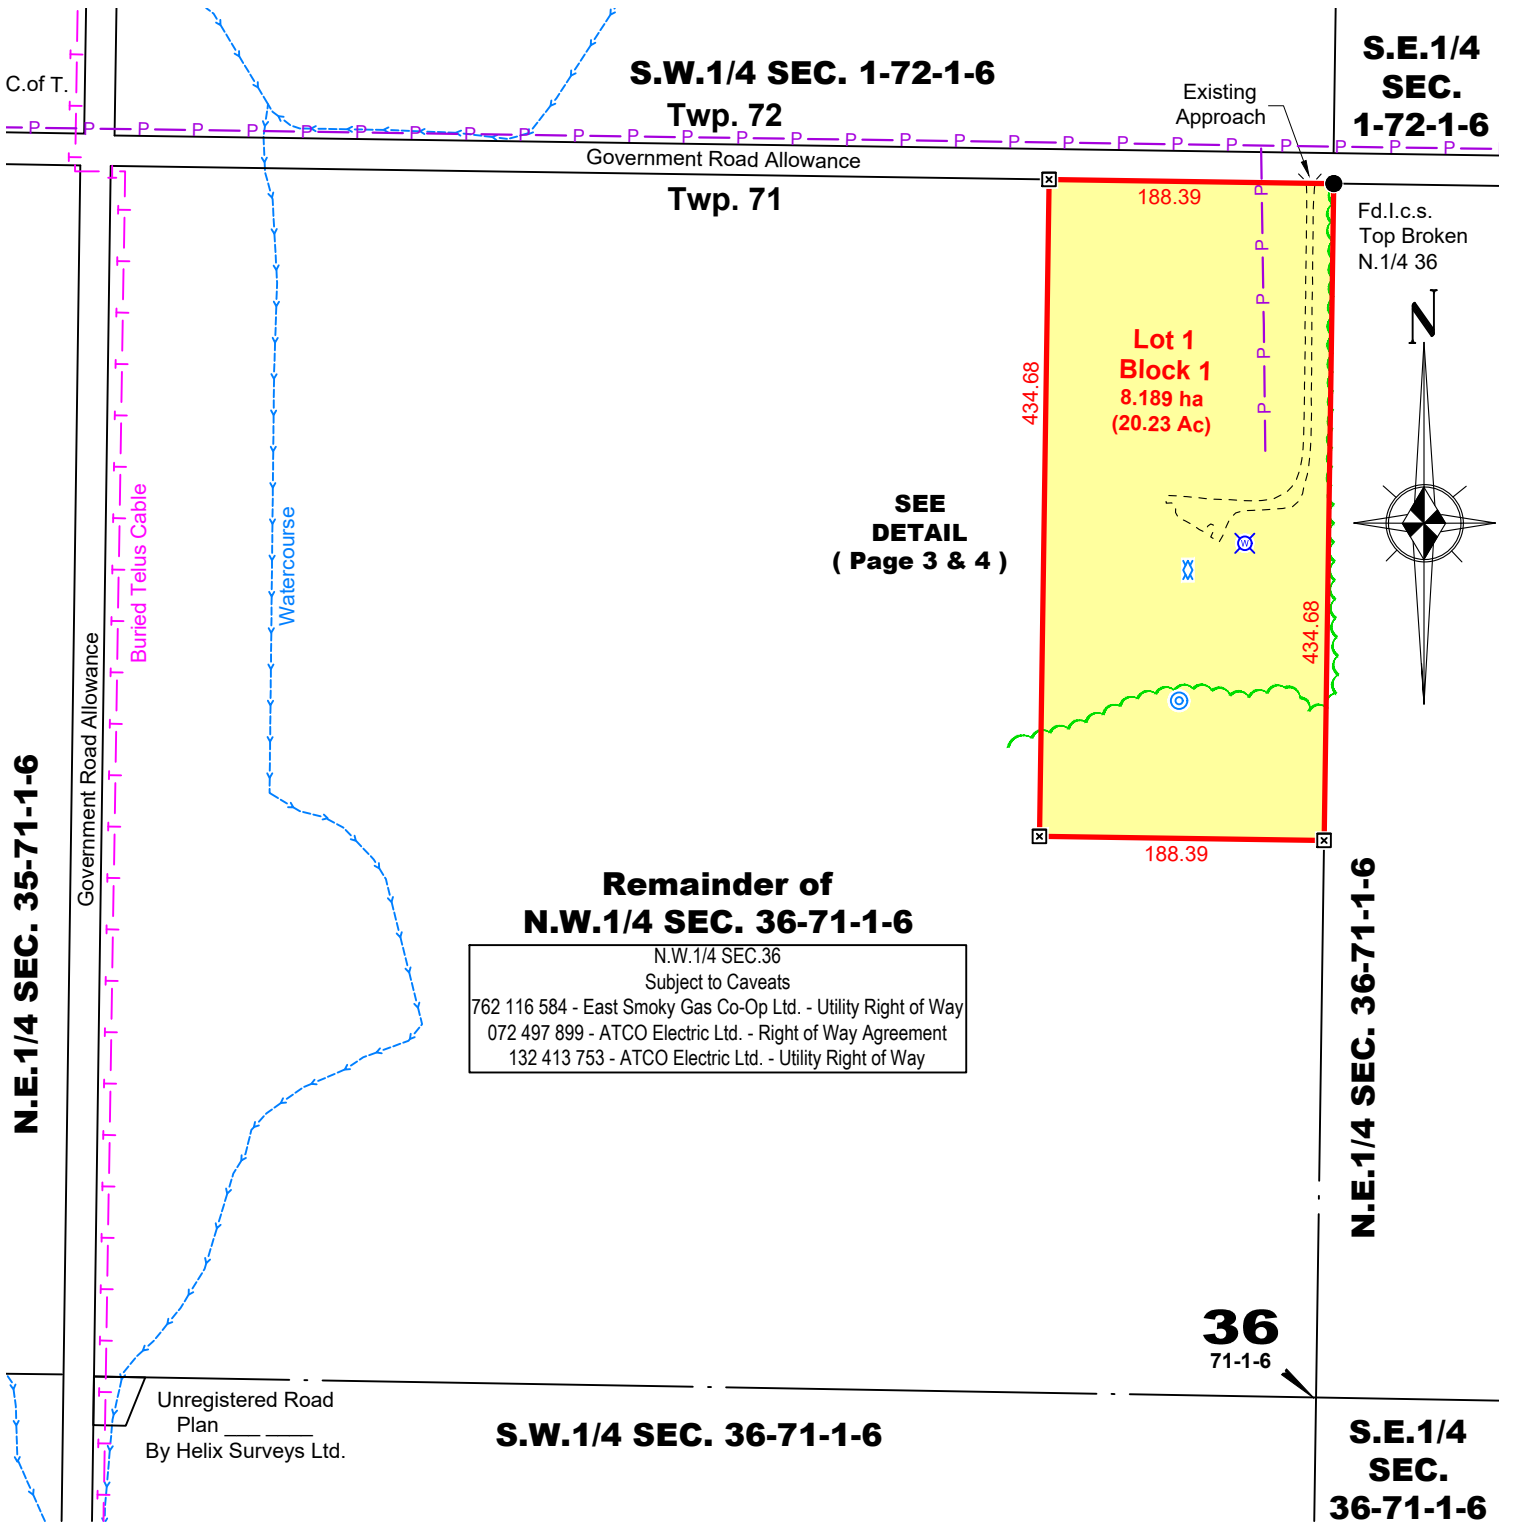 C.of T.
S.W.1/4 SEC. 1-72-1-6
Twp. 72
Existing
Approach
S.E.1/4
SEC.
1-72-1-6
Government Road Allowance
Twp. 71
188.39
Fd.I.c.s.
Top Broken
N.1/4 36
N
Lot 1
Block 1
8.189 ha
(20.23 Ac)
434.68
SEE
DETAIL
( Page 3 & 4 )
W
434.68
188.39
Buried Telus Cable
Watercourse
Government Road Allowance
N.E.1/4 SEC. 35-71-1-6
Remainder of
N.W.1/4 SEC. 36-71-1-6
N.W.1/4 SEC.36
Subject to Caveats
762 116 584 - East Smoky Gas Co-Op Ltd. - Utility Right of Way
072 497 899 - ATCO Electric Ltd. - Right of Way Agreement
132 413 753 - ATCO Electric Ltd. - Utility Right of Way
N.E.1/4 SEC. 36-71-1-6
36
71-1-6
Unregistered Road
Plan ___ ____
By Helix Surveys Ltd.
S.W.1/4 SEC. 36-71-1-6
S.E.1/4
SEC.
36-71-1-6